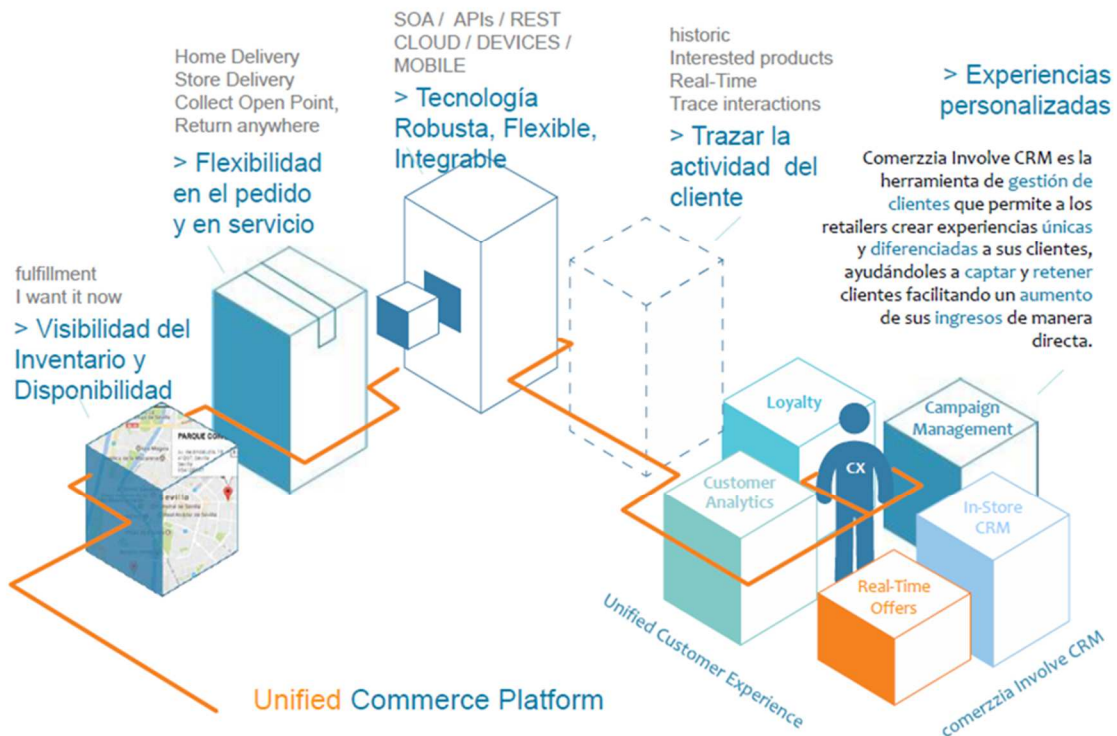 SOA / APIs / REST
CLOUD / DEVICES /
MOBILE
> Tecnología
Robusta, Flexible,
Integrable
Home Delivery
Store Delivery
Collect Open Point,
Return anywhere
> Flexibilidad
en el pedido
y en servicio
historic
Interested products
Real-Time
Trace interactions
> Trazar la
actividad del
cliente
> Experiencias
personalizadas
Comerzzia Involve CRM es la
herramienta de gestión de
clientes que permite a los
retailers crear experiencias únicas
y diferenciadas a sus clientes,
ayudándoles a captar y retener
clientes facilitando un aumento
de sus ingresos de manera
directa.
fulfillment
I want it now
> Visibilidad del
Inventario y
Disponibilidad
PARQUE
Sevilla
Loyalty
Campaign
Management
CX
Customer
Analytics
In-Store
CRM
Real-Time
Offers
Unified Customer Experience
comerzzia Involve CRM
Unified Commerce Platform